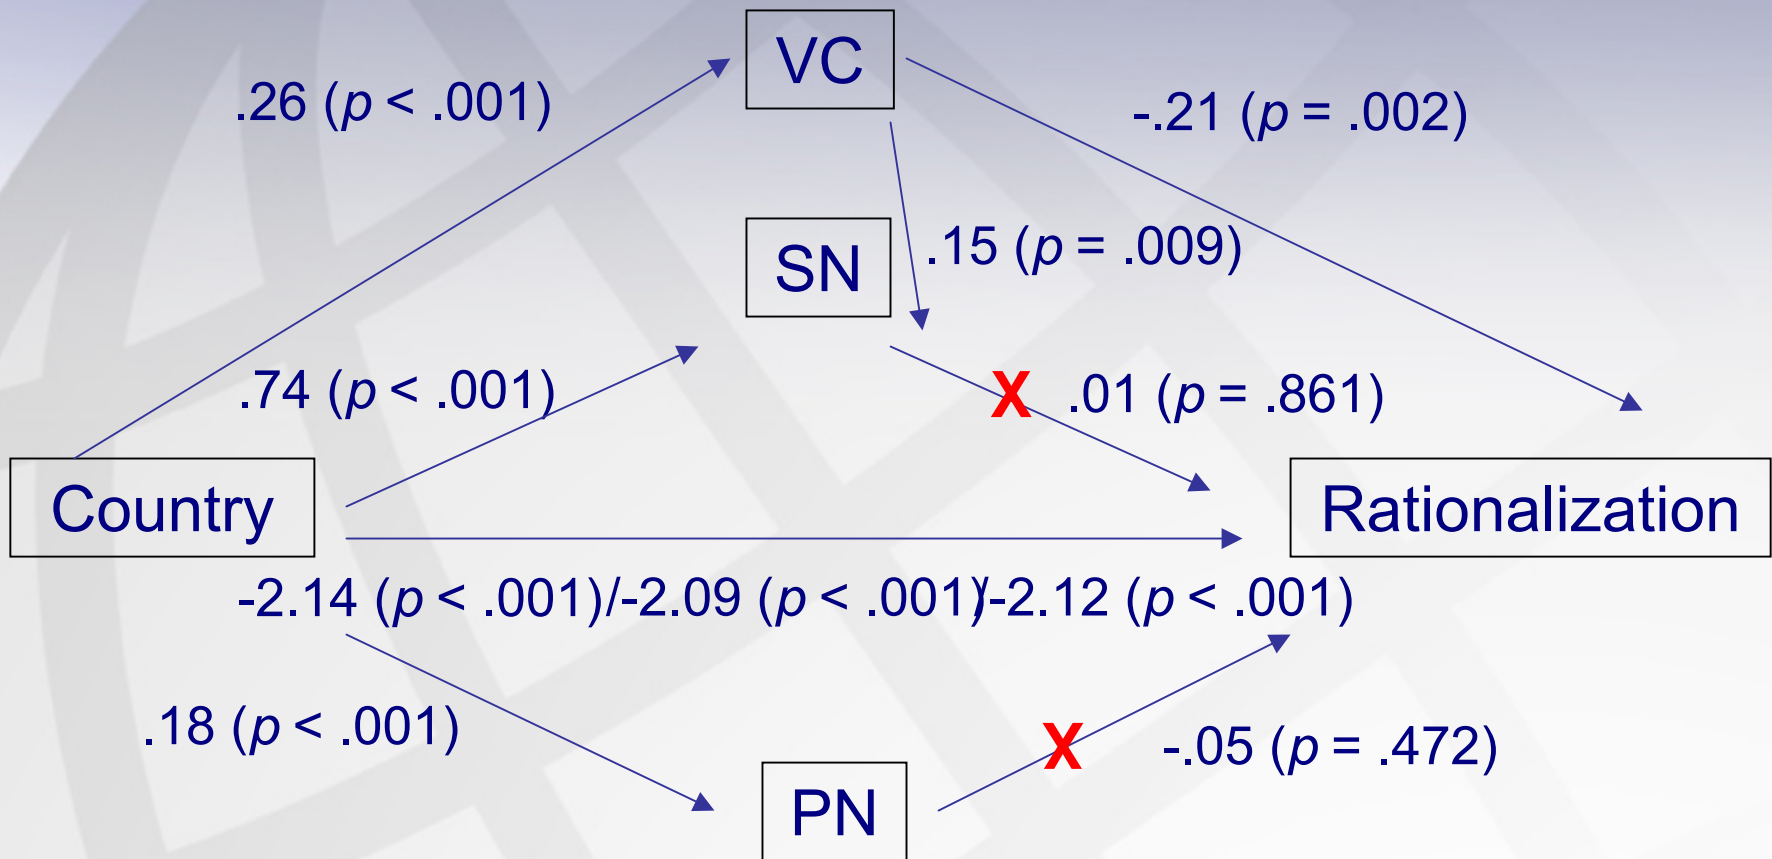 VC
.26 (p < .001)
-.21 (p = .002)
SN
.15 (p = .009)
.74 (p < .001)
X .01 (p = .861)
Country
Rationalization
-2.14 (p < .001)/-2.09 (p < .001)/-2.12 (p < .001)
.18 (p < .001)
X -.05 (p = .472)
PN